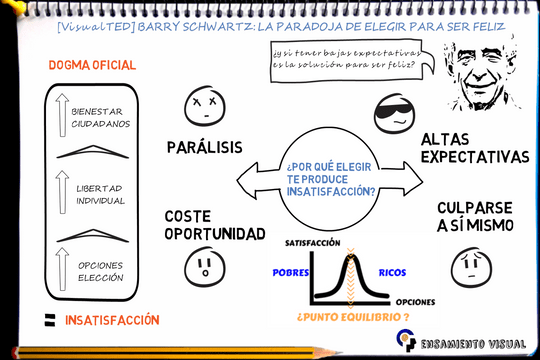 [VisualTED] BARRY SCHWARTZ: LA PARADOJA DE ELEGIR PARA SER FELIZ
¿y si tener bajas expectativas
es la solución para ser feliz?
DOGMA OFICIAL
BIENESTAR
CIUDADANOS
LIBERTAD
INDIVIDUAL
OPCIONES
ELECCIÓN
= INSATISFACCIÓN
PARÁLISIS
COSTE
OPORTUNIDAD
¿POR QUÉ ELEGIR
TE PRODUCE
INSATISFACCIÓN?
ALTAS
EXPECTATIVAS
CULPARSE
A SÍ MISMO
SATISFACCIÓN
POBRES
RICOS
OPCIONES
¿PUNTO EQUILIBRIO ?
ENSAMIENTO VISUAL